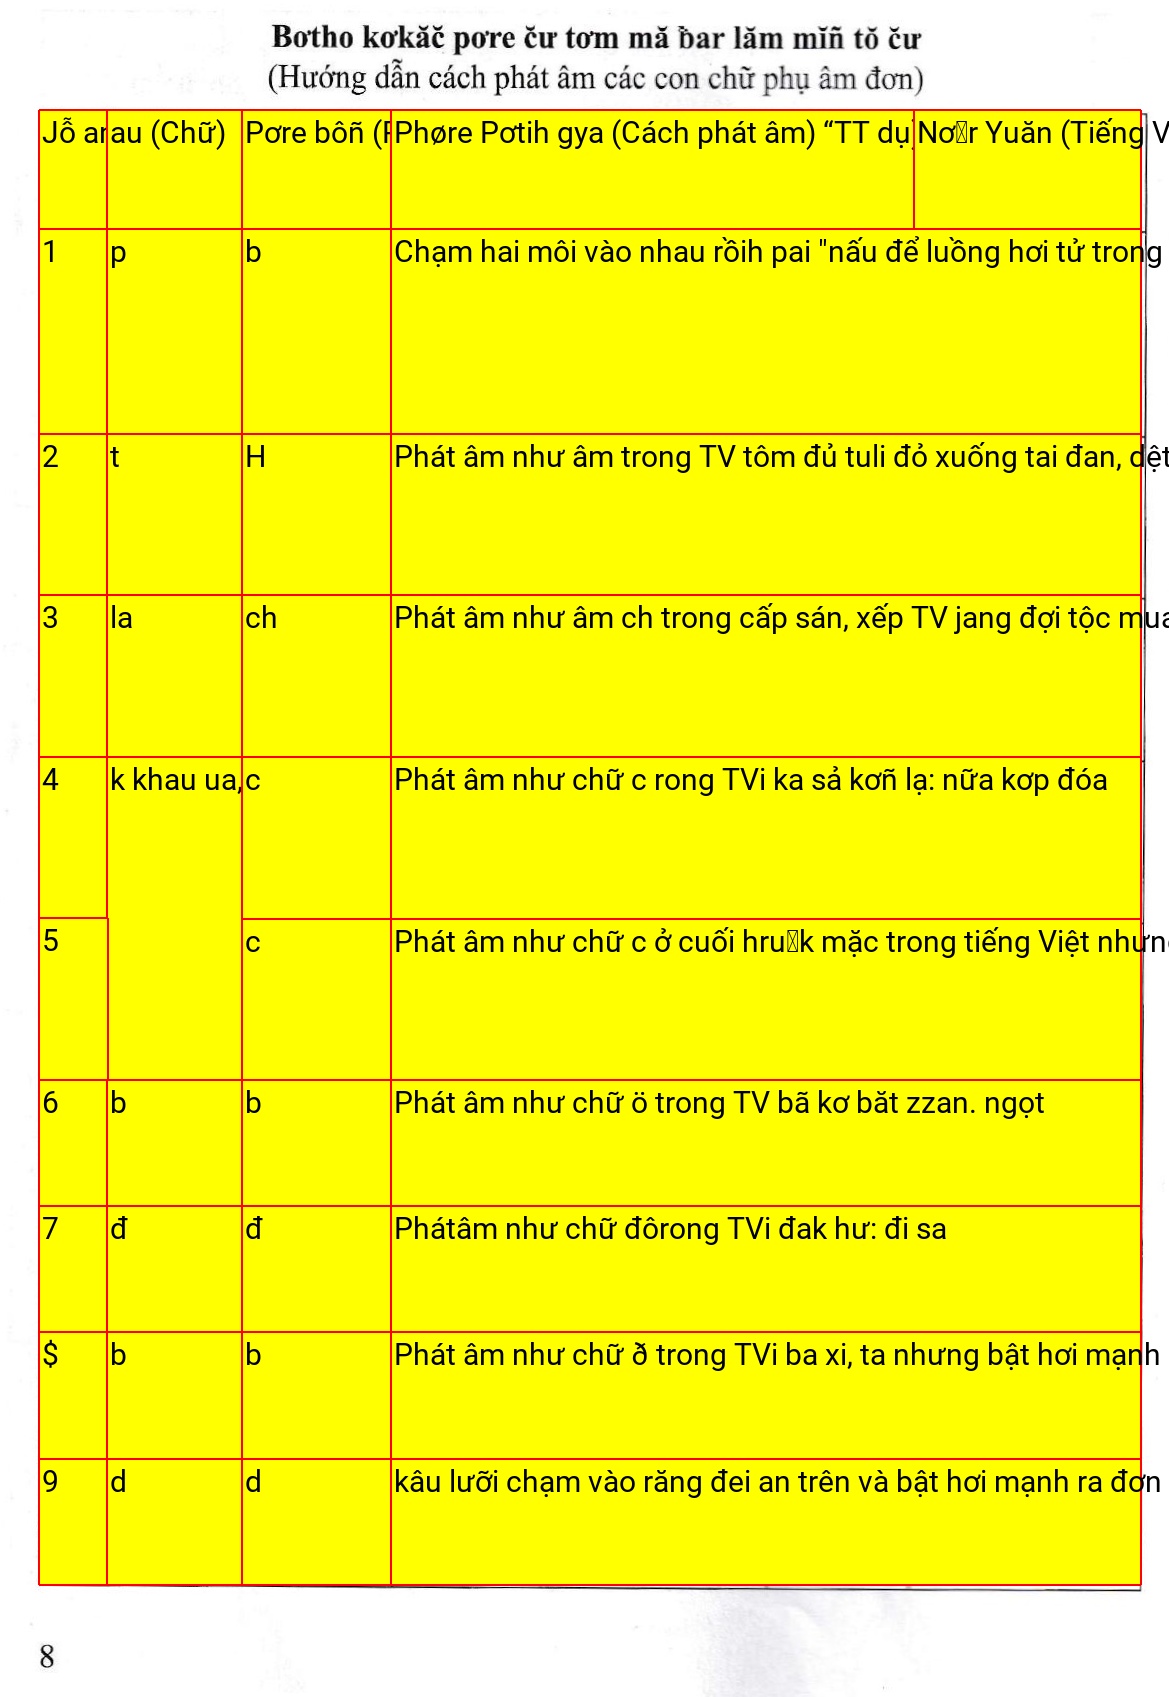 Bơtho kơkăč pơre čư tơm mă ƀar lăm mĭñ tŏ čư
(Hướng dẫn cách phát âm các con chữ phụ âm đơn)
Jỗ ar au (Chữ) Pơre bôñ (F Phøre Pơtih gya (Cách phát âm) “TT dụ Nơ r Yuăn (Tiếng V
1 p b Chạm hai môi vào nhau rồih pai "nấu để luồng hơi tử trong
2 t H Phát âm như âm trong TV tôm đủ tuli đỏ xuống tai đan, dệt
3 la ch Phát âm như âm ch trong cấp sán, xếp TV jang đợi tộc mua
4 k khau ua, c Phát âm như chữ c rong TVi ka sả kơñ lạ: nữa kơp đóa
5 c Phát âm như chữ c ở cuối hru k mặc trong tiếng Việt nhưng
6 b b Phát âm như chữ ö trong TV bã kơ băt zzan. ngọt
7 đ đ Phátâm như chữ đôrong TVi đak hư: đi sa
$ b b Phát âm như chữ ð trong TVi ba xi, ta nhưng bật hơi mạnh
9 d d kâu lưỡi chạm vào răng đei an trên và bật hơi mạnh ra đơn
8